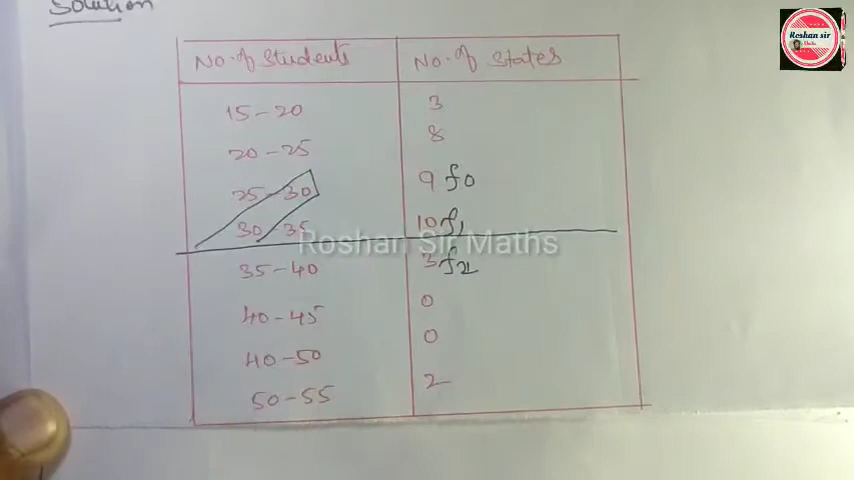 Solution
Roshan sir
Maths
No. of Students No. of States
15-20 3
20-25 8
25-30 9 f0
30-35 10 f1
Roshan Sir Maths
35-40 3 f2
40-45 0
40-50 0
50-55 2